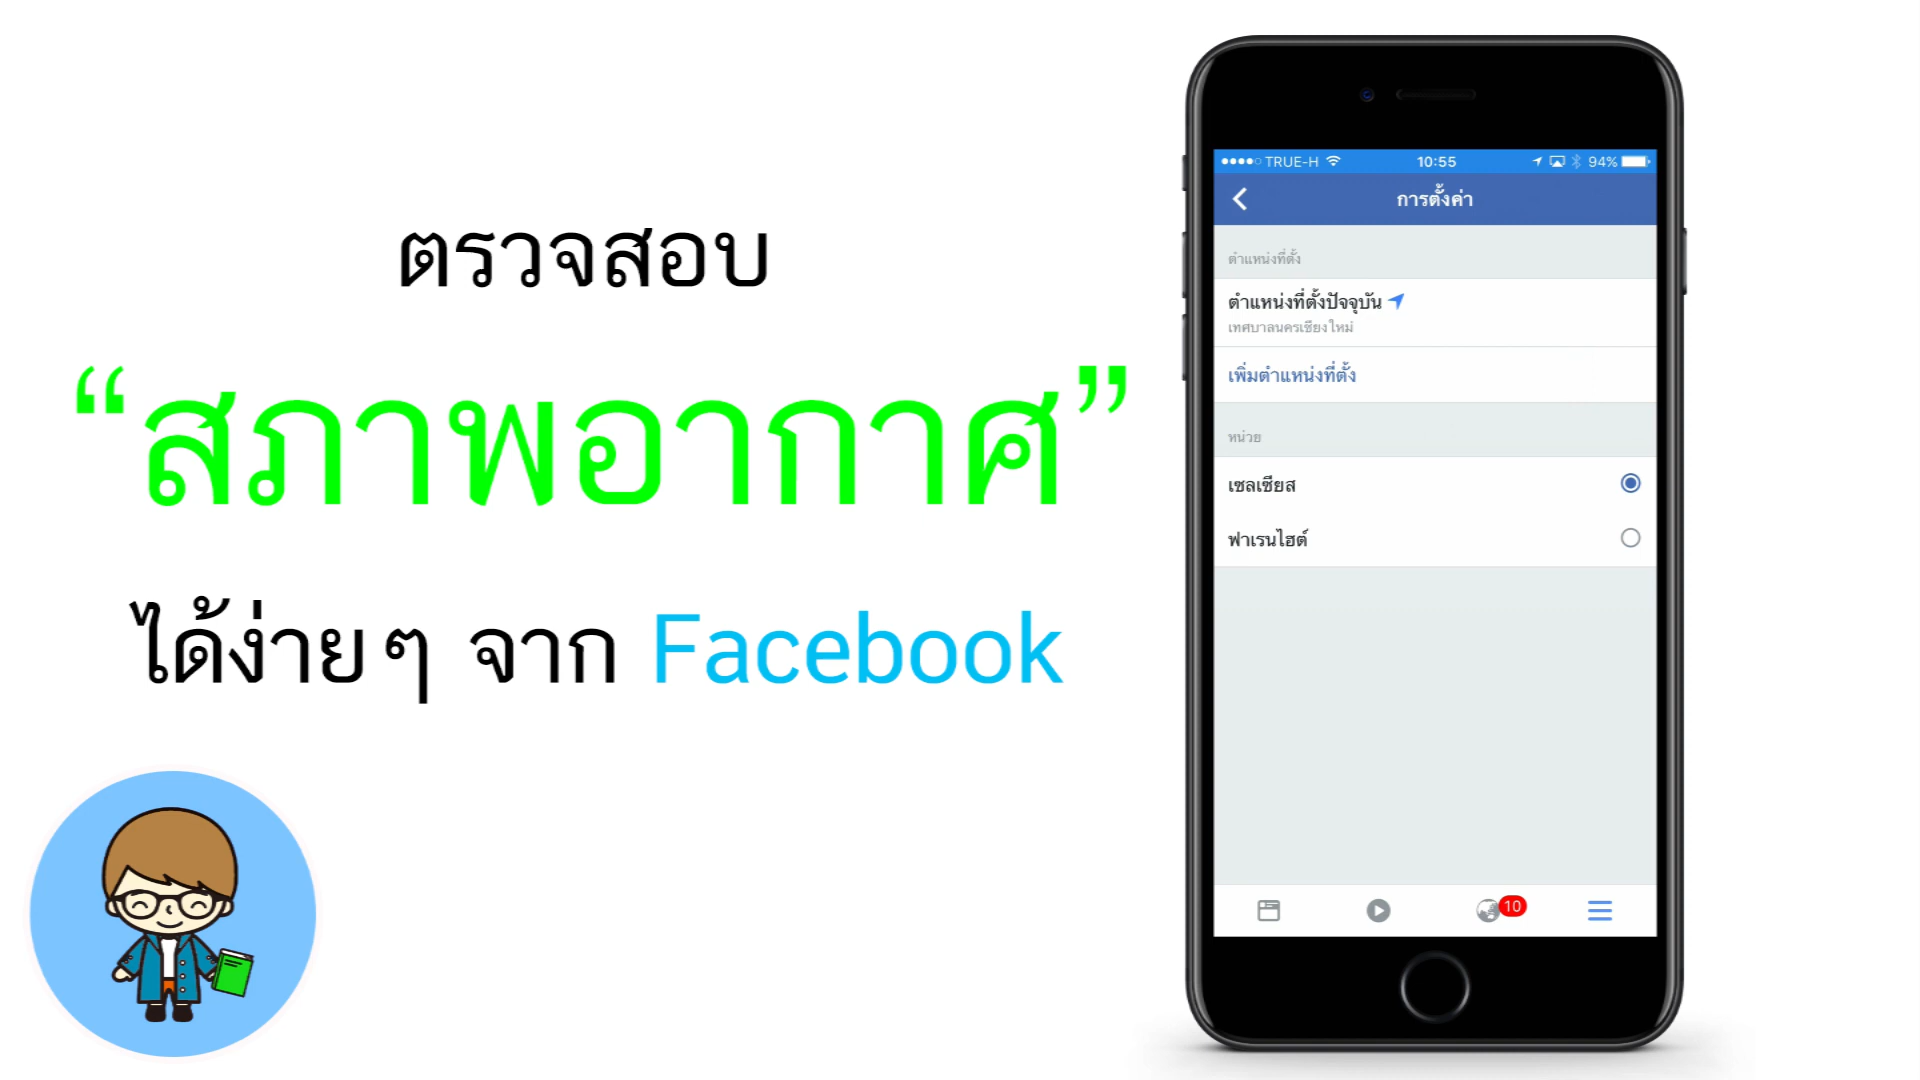 ตรวจสอบ
“สภาพอากาศ”
ได้ง่ายๆ จาก Facebook
TRUE-H 10:55 94%
การตั้งค่า
ตำแหน่งที่ตั้ง
ตำแหน่งที่ตั้งปัจจุบัน
เทศบาลนครเชียงใหม่
เพิ่มตำแหน่งที่ตั้ง
หน่วย
เซลเซียส
ฟาเรนไฮต์
10